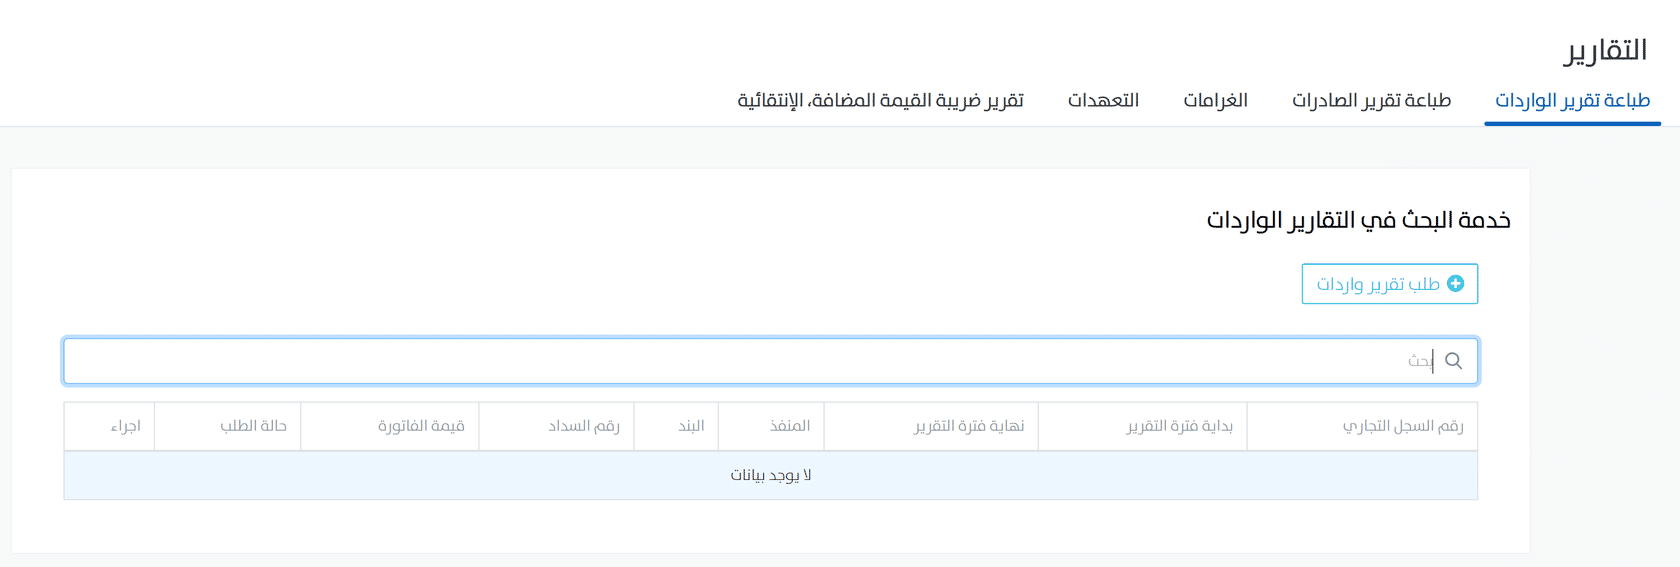 التقارير
طباعة تقرير الواردات طباعة تقرير الصادرات الغرامات التعهدات تقرير ضريبة القيمة المضافة، الإنتقائية
خدمة البحث في التقارير الواردات
طلب تقرير واردات
بحث
رقم السجل التجاري بداية فترة التقرير نهاية فترة التقرير المنفذ البند رقم السداد قيمة الفاتورة حالة الطلب اجراء
لا يوجد بيانات